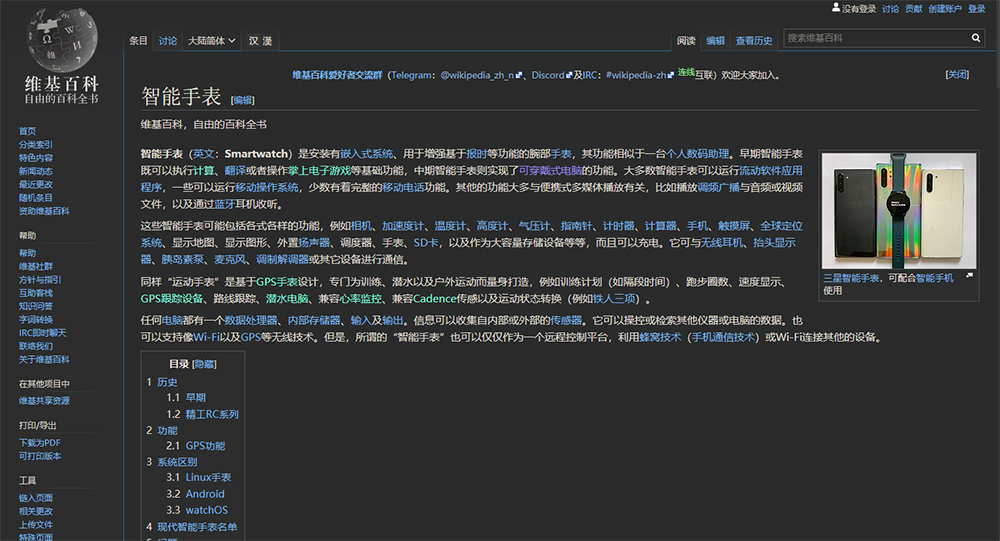 没有登录 讨论 贡献 创建账户 登录
维基百科
自由的百科全书
条目 讨论 大陆简体 汉 漢 阅读 编辑 查看历史 搜索维基百科
维基百科爱好者交流群（Telegram：@wikipedia_zh_n、Discord及IRC：#wikipedia-zh 连线互联）欢迎大家加入。 [关闭]
智能手表 [编辑]
维基百科，自由的百科全书
智能手表（英文：Smartwatch）是安装有嵌入式系统、用于增强基于报时等功能的腕部手表，其功能相似于一台个人数码助理。早期智能手表
既可以执行计算、翻译或者操作掌上电子游戏等基础功能，中期智能手表则实现了可穿戴式电脑的功能。大多数智能手表可以运行流动软件应用
程序，一些可以运行移动操作系统，少数有着完整的移动电话功能。其他的功能大多与便携式多媒体播放有关，比如播放调频广播与音频或视频
文件，以及通过蓝牙耳机收听。
这些智能手表可能包括各式各样的功能，例如相机、加速度计、温度计、高度计、气压计、指南针、计时器、计算器、手机、触摸屏、全球定位
系统、显示地图、显示图形、外置扬声器、调度器、手表、SD卡，以及作为大容量存储设备等等，而且可以充电。它可与无线耳机、抬头显示
器、胰岛素泵、麦克风、调制解调器或其它设备进行通信。
同样“运动手表”是基于GPS手表设计，专门为训练、潜水以及户外运动而量身打造，例如训练计划（如隔段时间）、跑步圈数、速度显示、
GPS跟踪设备、路线跟踪、潜水电脑、兼容心率监控、兼容Cadence传感以及运动状态转换（例如铁人三项）。
任何电脑都有一个数据处理器、内部存储器、输入及输出。信息可以收集自内部或外部的传感器。它可以操控或检索其他仪器或电脑的数据。也
可以支持像Wi-Fi以及GPS等无线技术。但是，所谓的“智能手表”也可以仅仅作为一个远程控制平台，利用蜂窝技术（手机通信技术）或Wi-Fi连接其他的设备。
三星智能手表，可配合智能手机
使用
目录 [隐藏]
1 历史
1.1 早期
1.2 精工RC系列
2 功能
2.1 GPS功能
3 系统区别
3.1 Linux手表
3.2 Android
3.3 watchOS
4 现代智能手表名单
首页
分类索引
特色内容
新闻动态
最近更改
随机条目
资助维基百科
帮助
帮助
维基社群
方针与指引
互助客栈
知识问答
字词转换
IRC即时聊天
联络我们
关于维基百科
在其他项目中
维基共享资源
打印/导出
下载为PDF
可打印版本
工具
链入页面
相关更改
上传文件
特殊页面